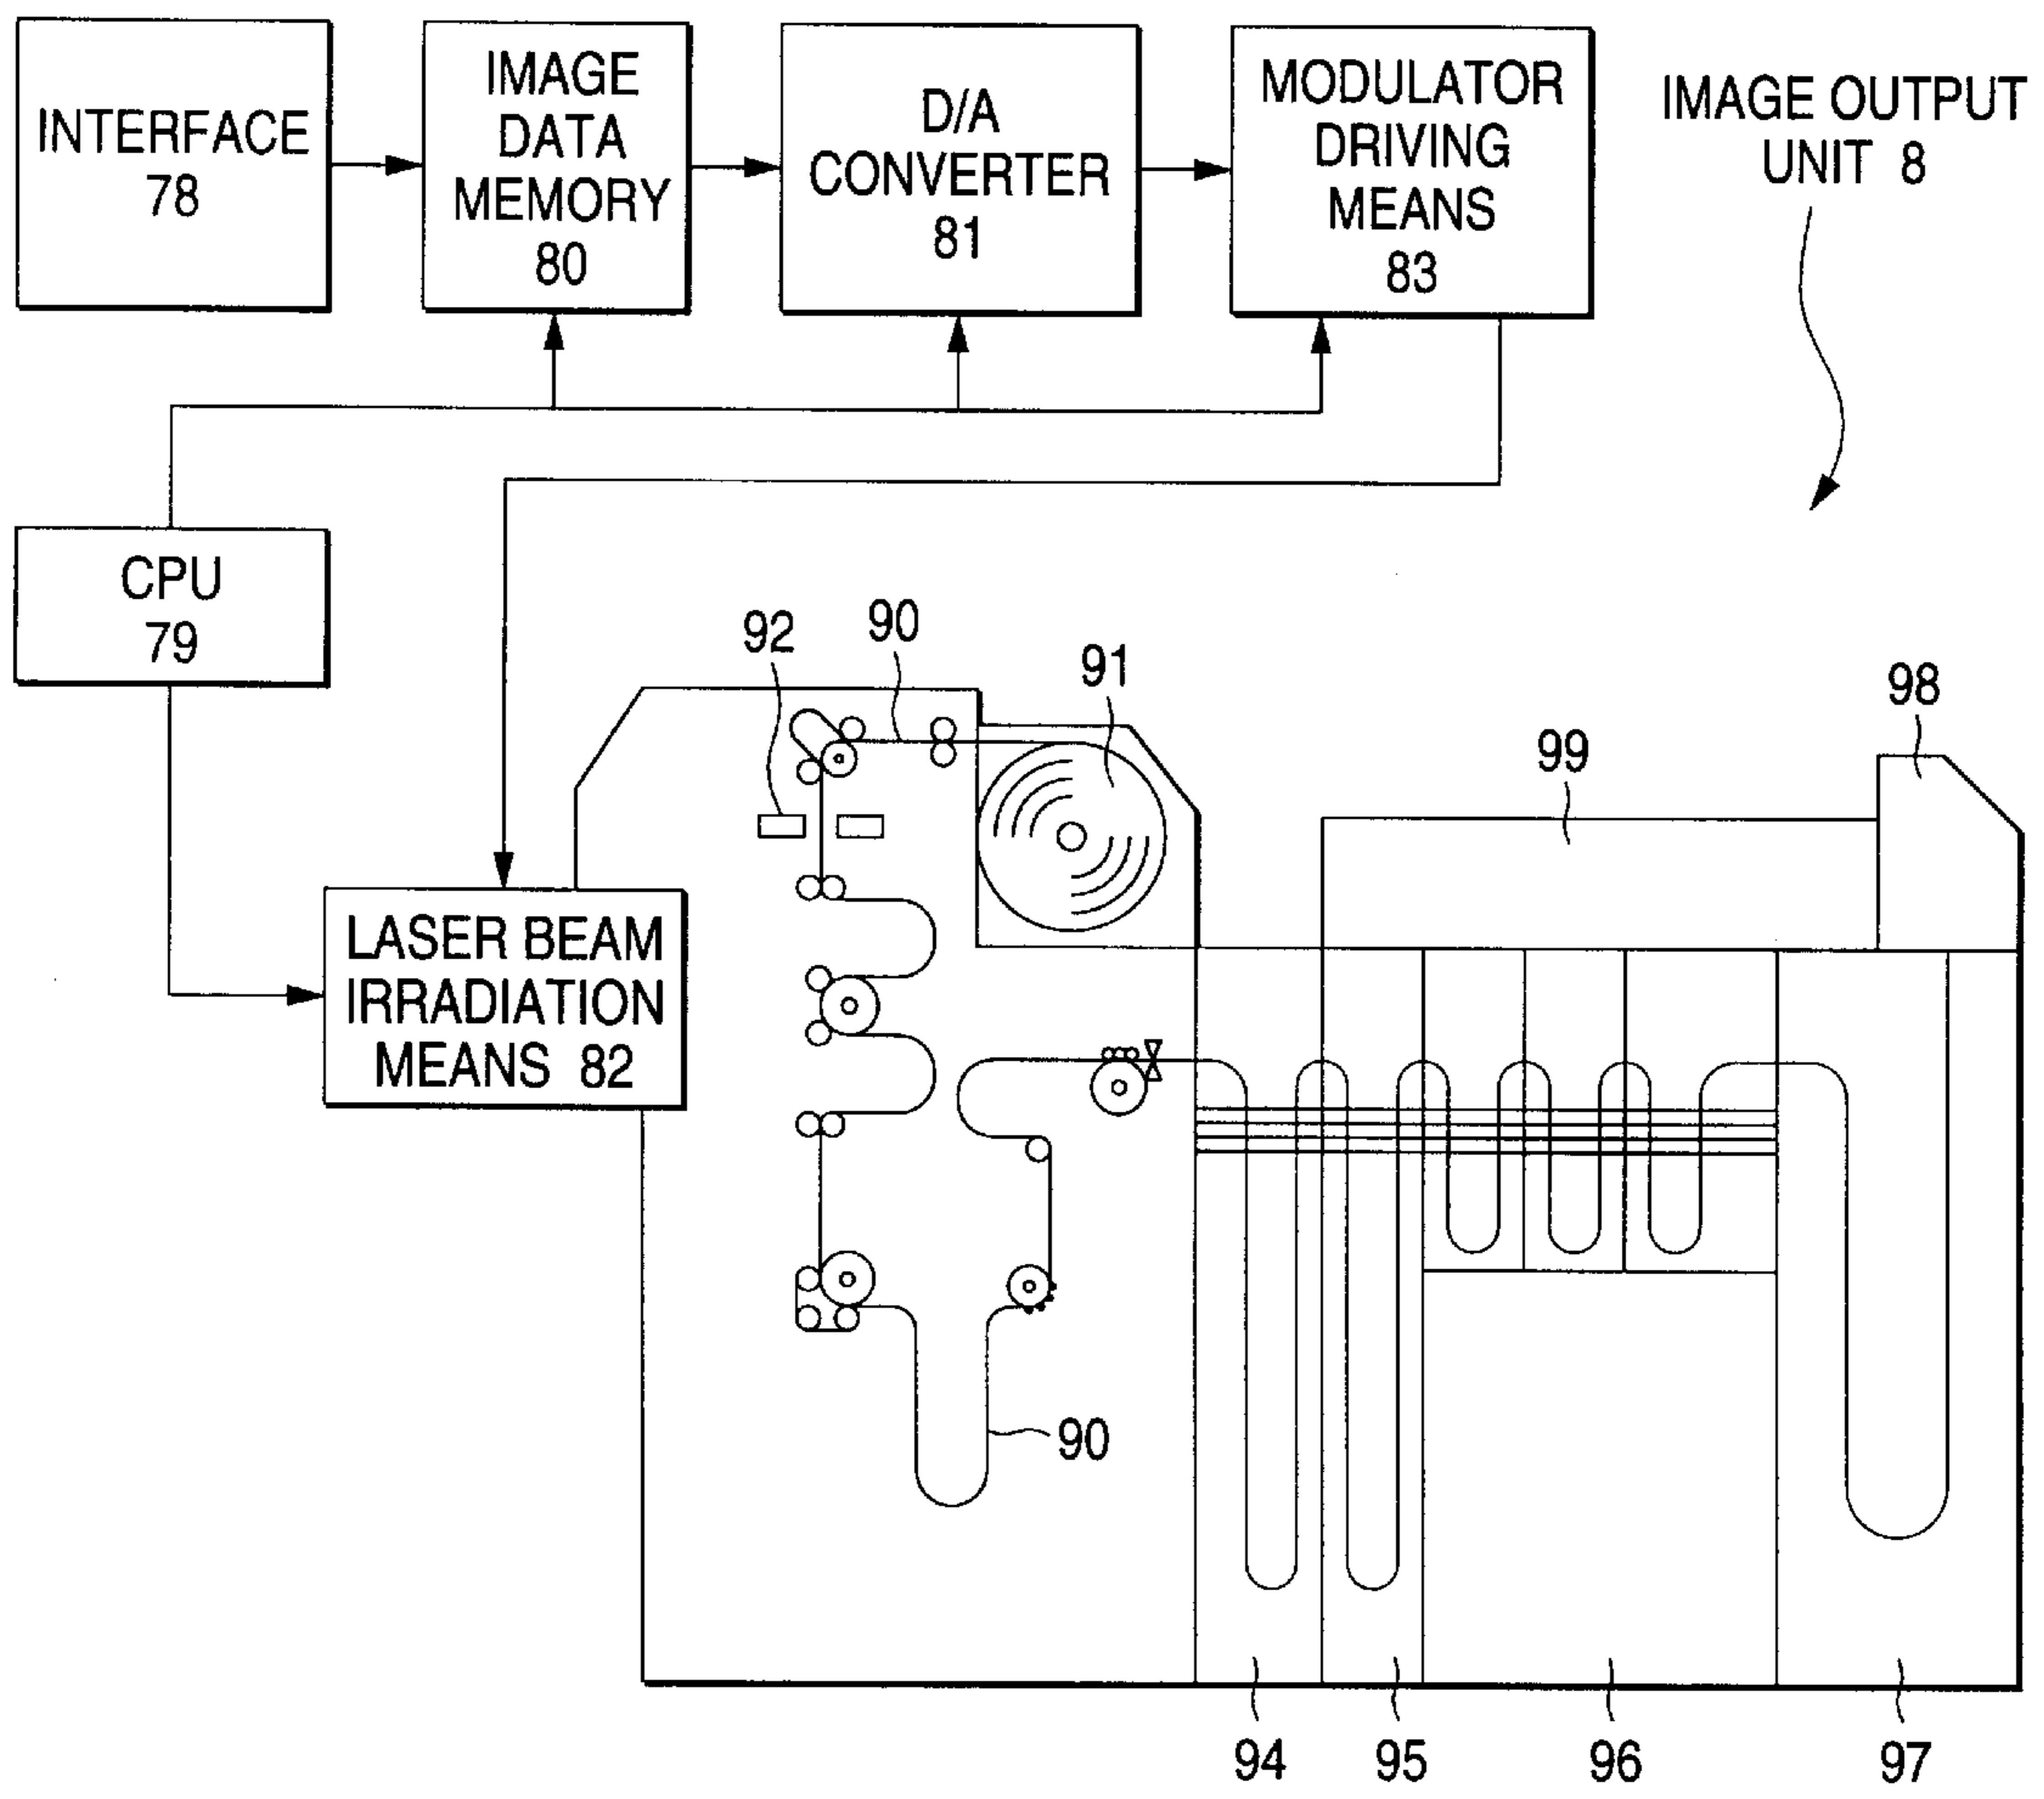 INTERFACE
78
IMAGE
DATA
MEMORY
80
D/A
CONVERTER
81
MODULATOR
DRIVING
MEANS
83
IMAGE OUTPUT
UNIT 8
CPU
79
LASER BEAM
IRRADIATION
MEANS 82
92
90
91
99
98
90
94
95
96
97